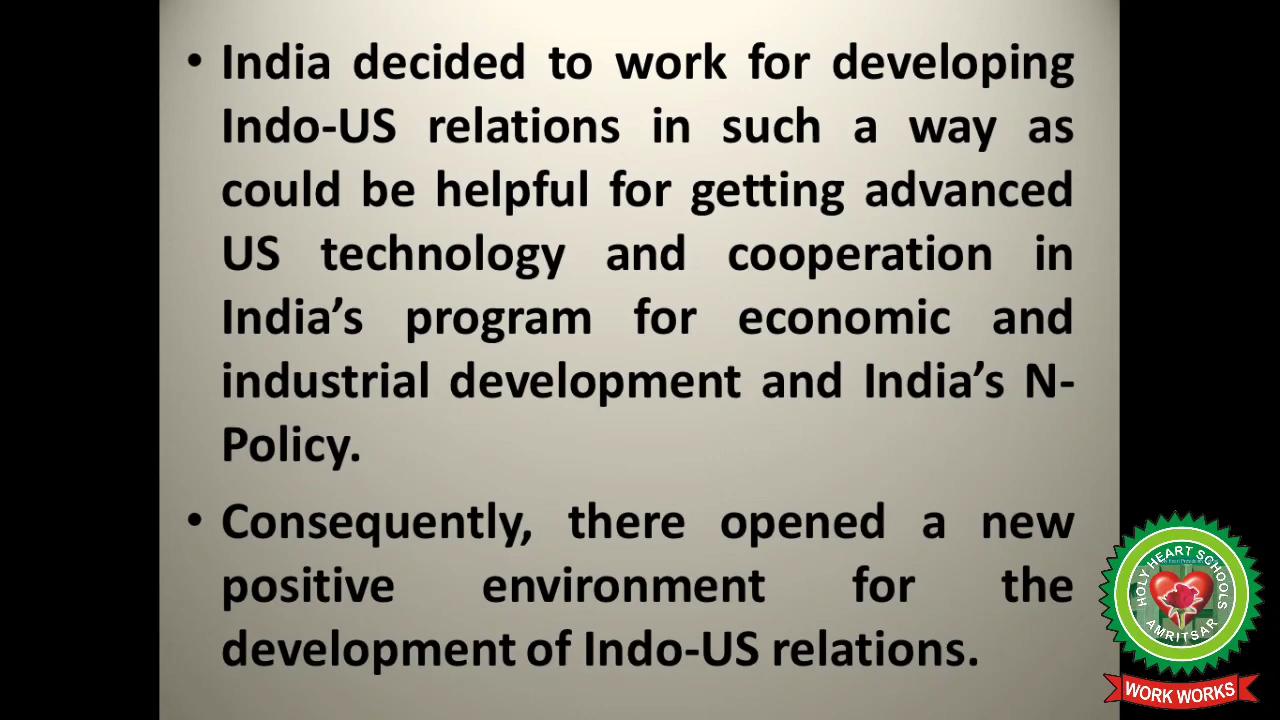 • India decided to work for developing
Indo-US relations in such a way as
could be helpful for getting advanced
US technology and cooperation in
India’s program for economic and
industrial development and India’s N-
Policy.
• Consequently, there opened a new
positive environment for the
development of Indo-US relations.
HOLY HEART SCHOOLS
AMRITSAR
WORK WORKS